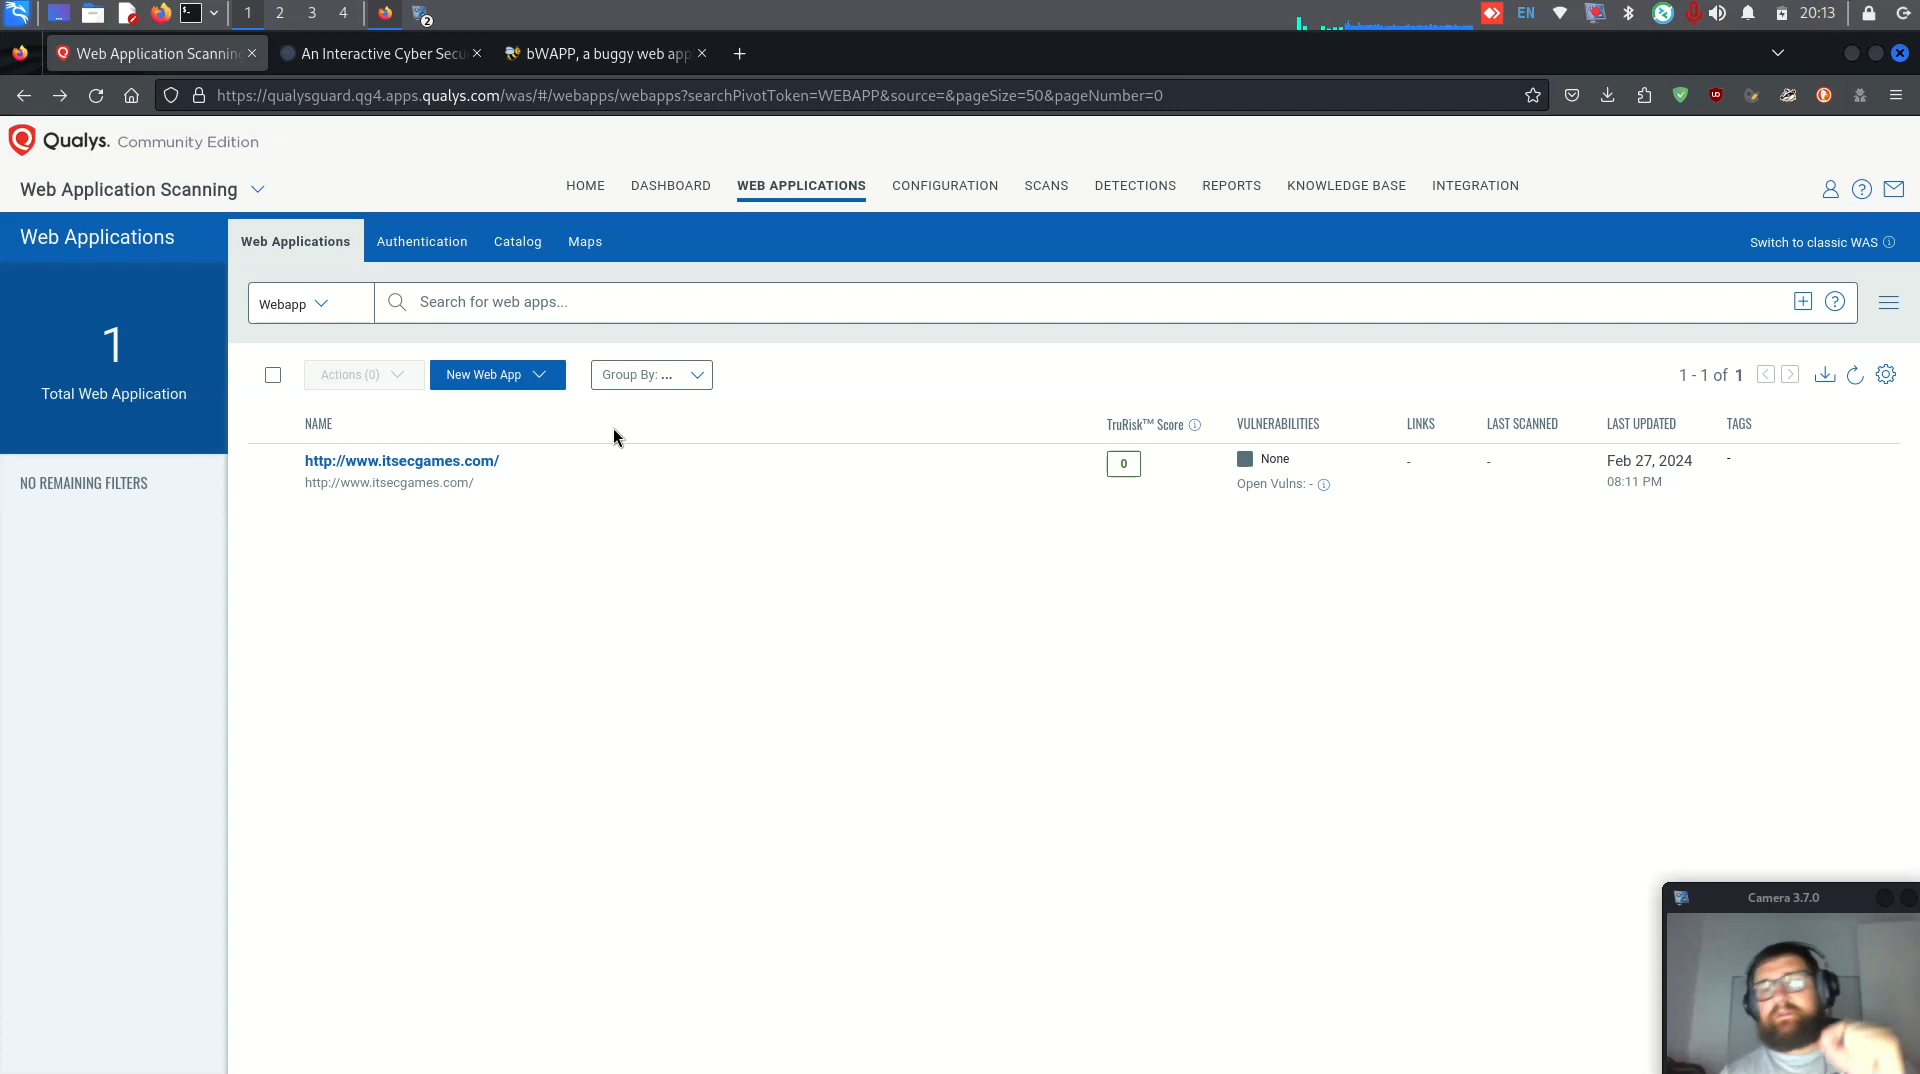 1 2 3 4 2 EN 20:13
Web Application Scanning An Interactive Cyber Secu bWAPP, a buggy web app
https://qualysguard.qg4.apps.qualys.com/was/#/webapps/webapps?searchPivotToken=WEBAPP&source=&pageSize=50&pageNumber=0
Qualys. Community Edition
Web Application Scanning HOME DASHBOARD WEB APPLICATIONS CONFIGURATION SCANS DETECTIONS REPORTS KNOWLEDGE BASE INTEGRATION
Web Applications Web Applications Authentication Catalog Maps Switch to classic WAS
Webapp Search for web apps...
1
Total Web Application
Actions (0) New Web App Group By: ... 1 - 1 of 1
NAME TruRisk™ Score VULNERABILITIES LINKS LAST SCANNED LAST UPDATED TAGS
http://www.itsecgames.com/ 0 None - - Feb 27, 2024 -
http://www.itsecgames.com/ Open Vulns: - 08:11 PM
NO REMAINING FILTERS
Camera 3.7.0